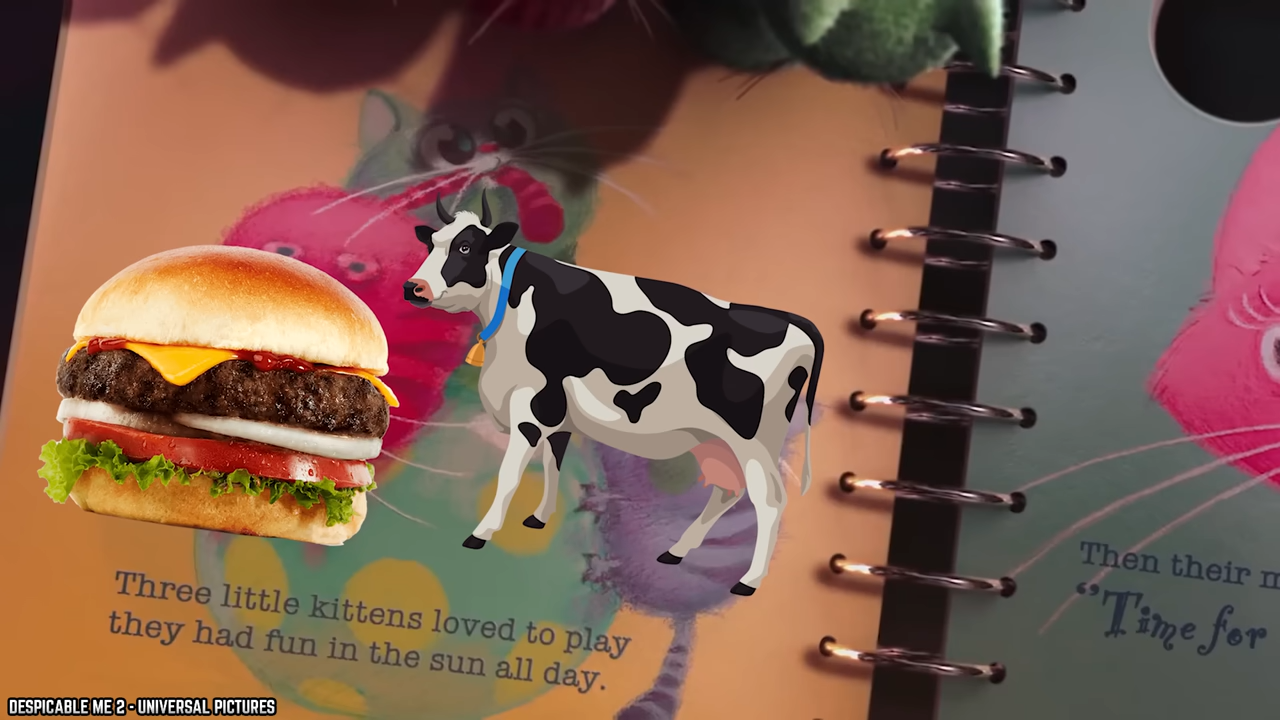 Three little kittens loved to play
they had fun in the sun all day.
Then their
"Time for
DESPICABLE ME 2 - UNIVERSAL PICTURES